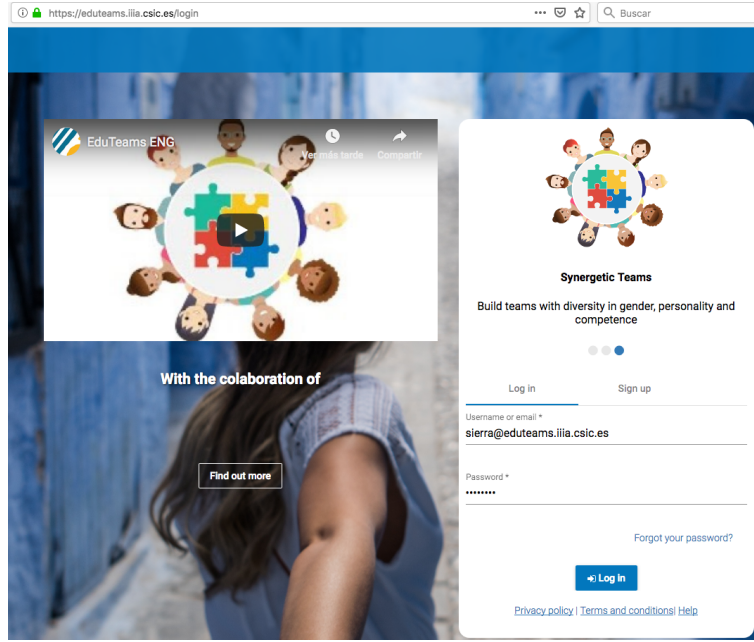 https://eduteams.iiia.csic.es/login
Buscar
EduTeams ENG
Ver más tarde
Compartir
With the colaboration of
Find out more
Synergetic Teams
Build teams with diversity in gender, personality and
competence
Log in
Sign up
Username or email *
sierra@eduteams.iiia.csic.es
Password *
••••••••
Forgot your password?
Log in
Privacy policy | Terms and conditions| Help